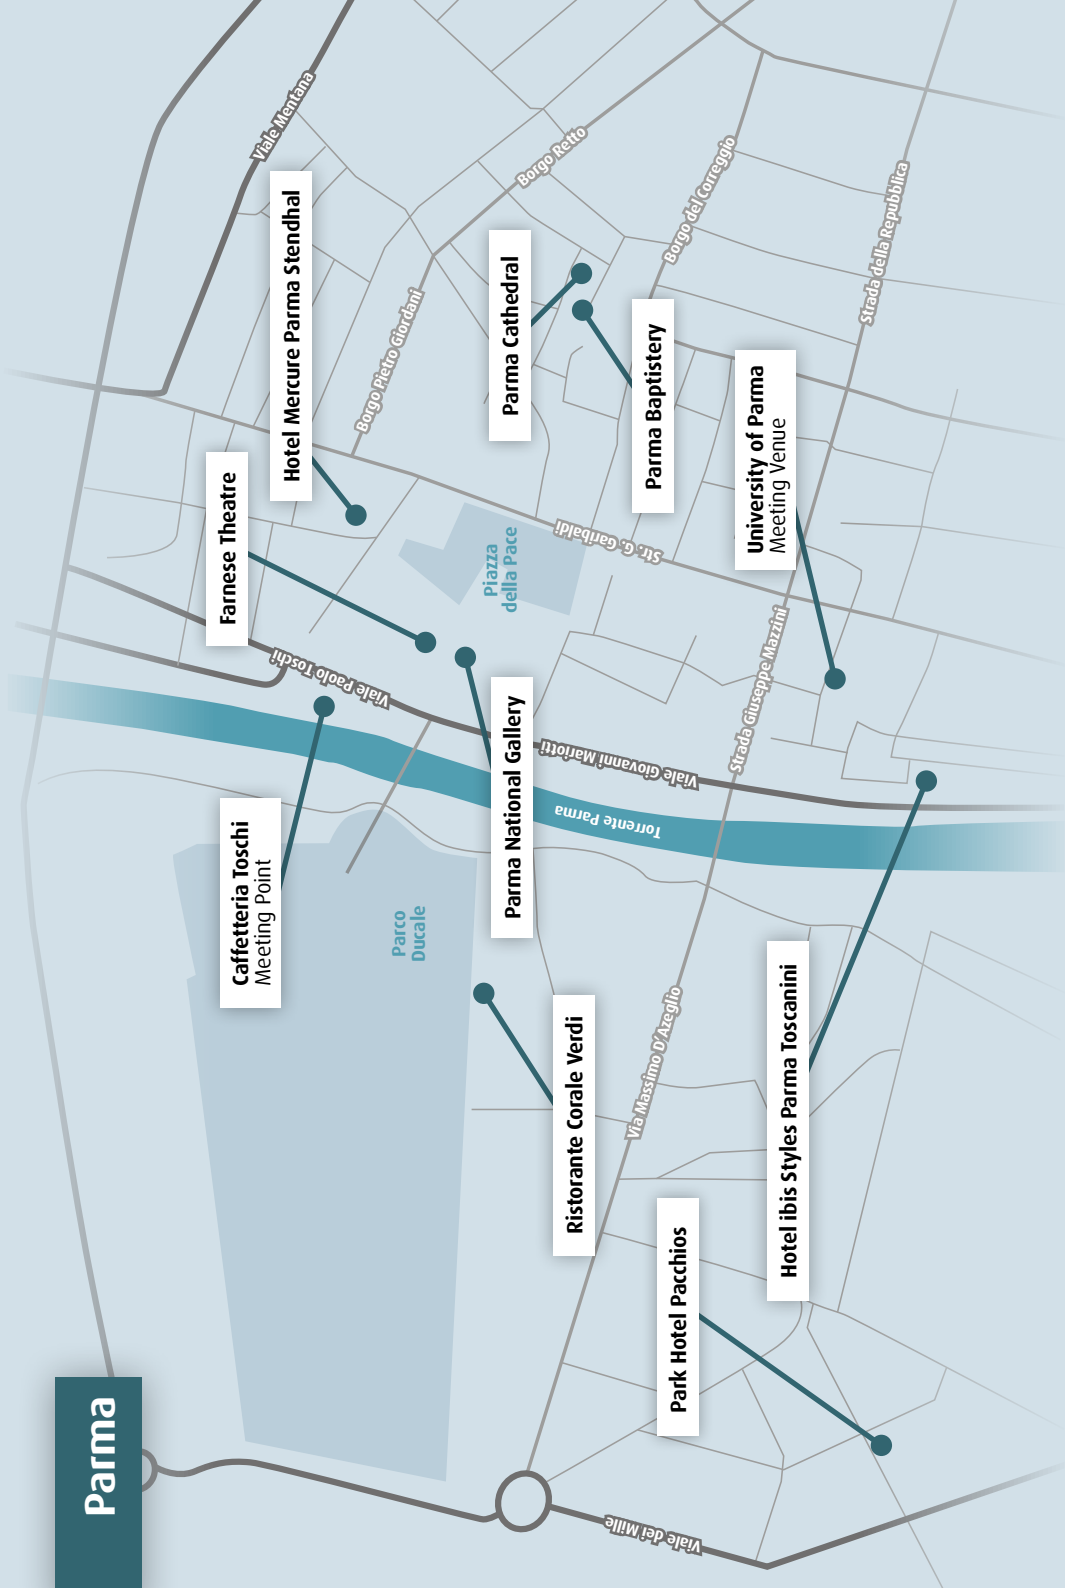 Parma
Viale Mentana
Hotel Mercure Parma Stendhal
Farnese Theatre
Borgo Pietro Giordani
Borgo Retto
Borgo del Correggio
Strada della Repubblica
Parma Cathedral
Parma Baptistery
University of Parma
Meeting Venue
Str. G. Garibaldi
Piazza
della Pace
Viale Paolo Toschi
Viale Giovanni Mariotti
Strada Giuseppe Mazzini
Torrente Parma
Parma National Gallery
Caffetteria Toschi
Meeting Point
Parco
Ducale
Ristorante Corale Verdi
Via Massimo D'Azeglio
Hotel ibis Styles Parma Toscanini
Park Hotel Pacchios
Viale dei Mille